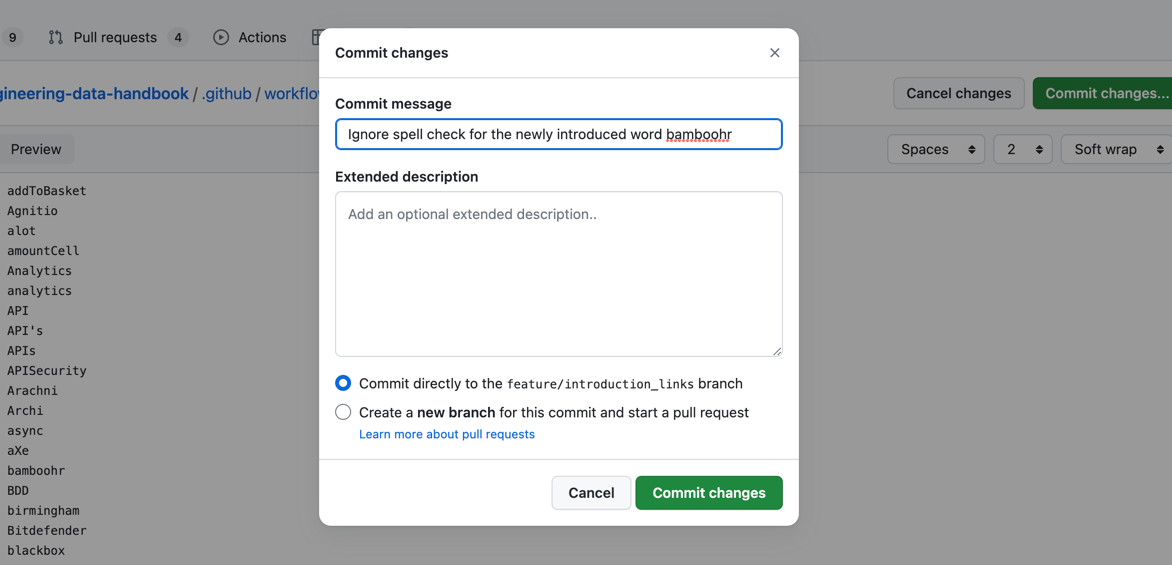 9 Pull requests 4 Actions
gineering-data-handbook / .github / workflow
Cancel changes Commit changes...
Preview Spaces 2 Soft wrap
addToBasket
Agnitio
alot
amountCell
Analytics
analytics
API
API's
APIs
APISecurity
Arachni
Archi
async
aXe
bamboohr
BDD
birmingham
Bitdefender
blackbox
Commit changes
Commit message
Ignore spell check for the newly introduced word bamboohr
Extended description
Add an optional extended description..
Commit directly to the feature/introduction_links branch
Create a new branch for this commit and start a pull request
Learn more about pull requests
Cancel Commit changes